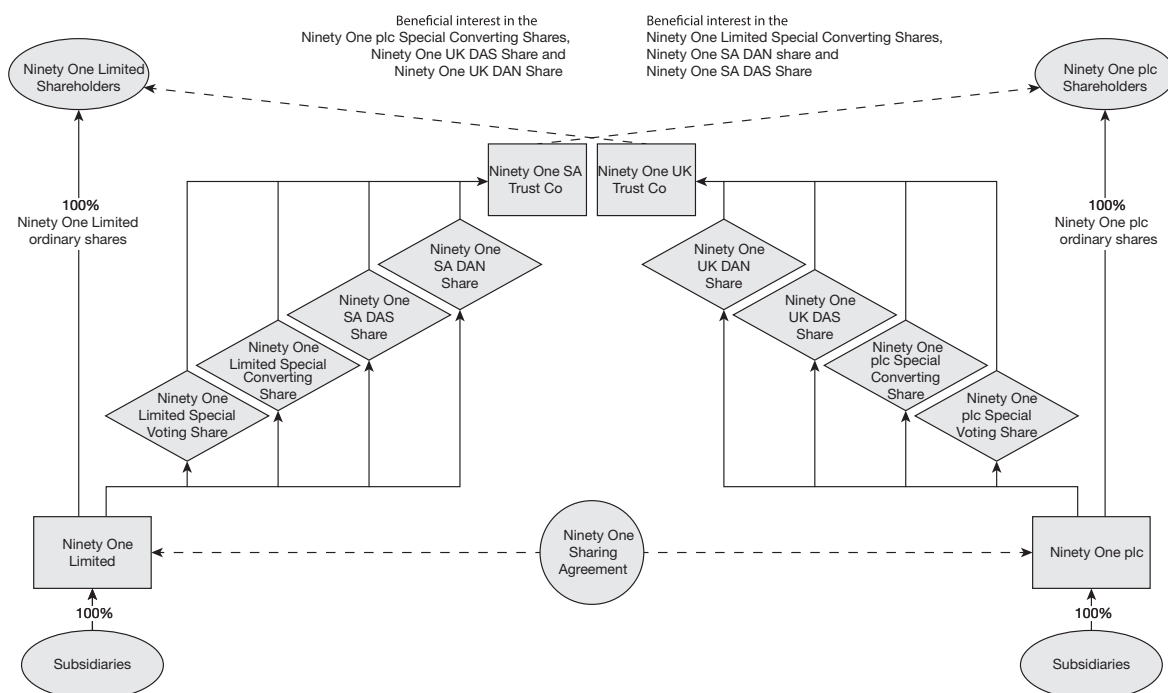 Beneficial interest in the
Ninety One plc Special Converting Shares,
Ninety One UK DAS Share and
Ninety One UK DAN Share
Beneficial interest in the
Ninety One Limited Special Converting Shares,
Ninety One SA DAN share and
Ninety One SA DAS Share
Ninety One Limited
Shareholders
Ninety One plc
Shareholders
Ninety One SA
Trust Co
Ninety One UK
Trust Co
100%
Ninety One Limited
ordinary shares
100%
Ninety One plc
ordinary shares
Ninety One
SA DAN
Share
Ninety One
SA DAS
Share
Ninety One
Limited Special
Converting
Share
Ninety One
Limited Special
Voting Share
Ninety One
UK DAN
Share
Ninety One
UK DAS
Share
Ninety One
plc Special
Converting
Share
Ninety One
plc Special
Voting Share
Ninety One
Limited
Ninety One
Sharing
Agreement
Ninety One plc
100%
100%
Subsidiaries
Subsidiaries